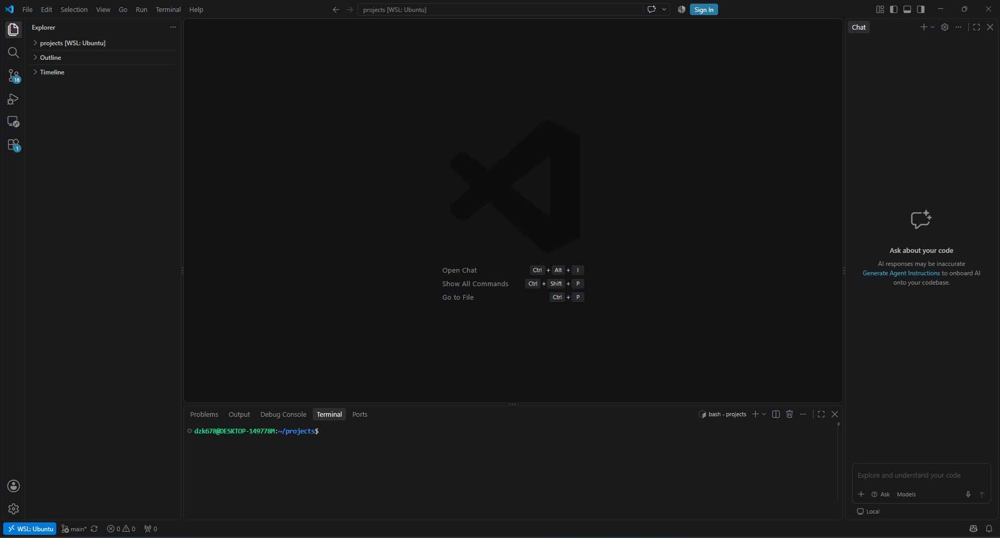 File Edit Selection View Go Run Terminal Help
projects [WSL: Ubuntu]
Sign In
Explorer
projects [WSL: Ubuntu]
Outline
Timeline
16
1
Open Chat Ctrl + Alt + I
Show All Commands Ctrl + Shift + P
Go to File Ctrl + P
Problems Output Debug Console Terminal Ports
bash - projects
dzk678@DESKTOP-149778M:~/projects$
Chat
Ask about your code
AI responses may be inaccurate
Generate Agent Instructions to onboard AI
onto your codebase.
Explore and understand your code
Ask Models
Local
WSL: Ubuntu main* 0 0 0